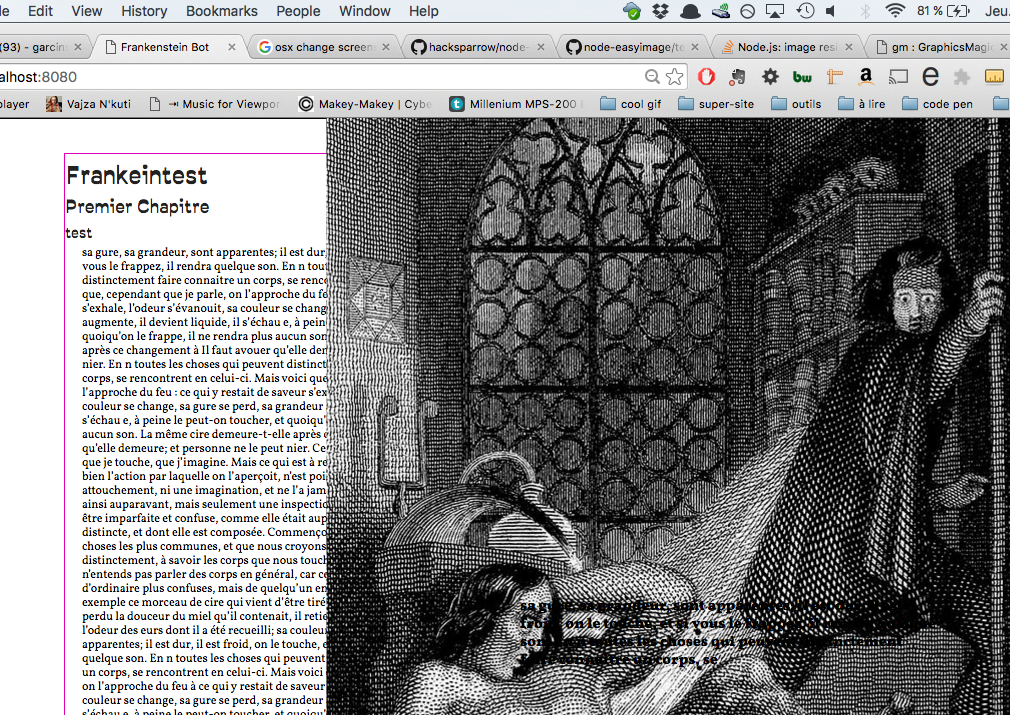 le Edit View History Bookmarks People Window Help 81 % Jeu.
(93) - garcin Frankenstein Bot osx change screens hacksparrow/node- node-easyimage/te Node.js: image resi gm : GraphicsMagic
alhost:8080
player Vajza N'kuti ⇥ Music for Viewpor Makey-Makey | Cybe Millenium MPS-200 cool gif super-site outils à lire code pen
Frankeintest
Premier Chapitre
test
sa gure, sa grandeur, sont apparentes; il est dur,
vous le frappez, il rendra quelque son. En n tout
distinctement faire connaitre un corps, se renco
que, cependant que je parle, on l'approche du fe
s'exhale, l'odeur s'évanouit, sa couleur se chang
augmente, il devient liquide, il s'échau e, à pein
quoiqu'on le frappe, il ne rendra plus aucun son
après ce changement à Il faut avouer qu'elle der
nier. En n toutes les choses qui peuvent distinct
corps, se rencontrent en celui-ci. Mais voici que
l'approche du feu : ce qui y restait de saveur s'ex
couleur se change, sa gure se perd, sa grandeur
s'échau e, à peine le peut-on toucher, et quoiqu'
aucun son. La même cire demeure-t-elle après c
qu'elle demeure; et personne ne le peut nier. Ce
que je touche, que j'imagine. Mais ce qui est à re
bien l'action par laquelle on l'aperçoit, n'est poi
attouchement, ni une imagination, et ne l'a jam
ainsi auparavant, mais seulement une inspectio
être imparfaite et confuse, comme elle était aup
distincte, et dont elle est composée. Commenço
choses les plus communes, et que nous croyons
distinctement, à savoir les corps que nous touch
n'entends pas parler des corps en général, car ce
d'ordinaire plus confuses, mais de quelqu'un en
exemple ce morceau de cire qui vient d'être tiré
perdu la douceur du miel qu'il contenait, il retie
l'odeur des eurs dont il a été recueilli; sa couleu
apparentes; il est dur, il est froid, on le touche, e
quelque son. En n toutes les choses qui peuvent
un corps, se rencontrent en celui-ci. Mais voici
on l'approche du feu à ce qui y restait de saveur
couleur se change, sa gure se perd, sa grandeur
s'échau e, à peine le peut-on toucher, et quoiqu'
sa gure, sa grandeur, sont apparentes; il est
froid, on le touche, et si vous le frappez
son. En n toutes les choses qui peuvent
faire connaitre un corps, se